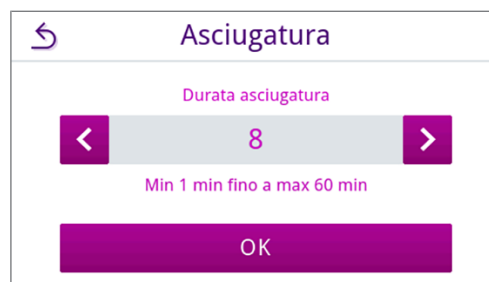 Asciugatura
Durata asciugatura
8
Min 1 min fino a max 60 min
OK